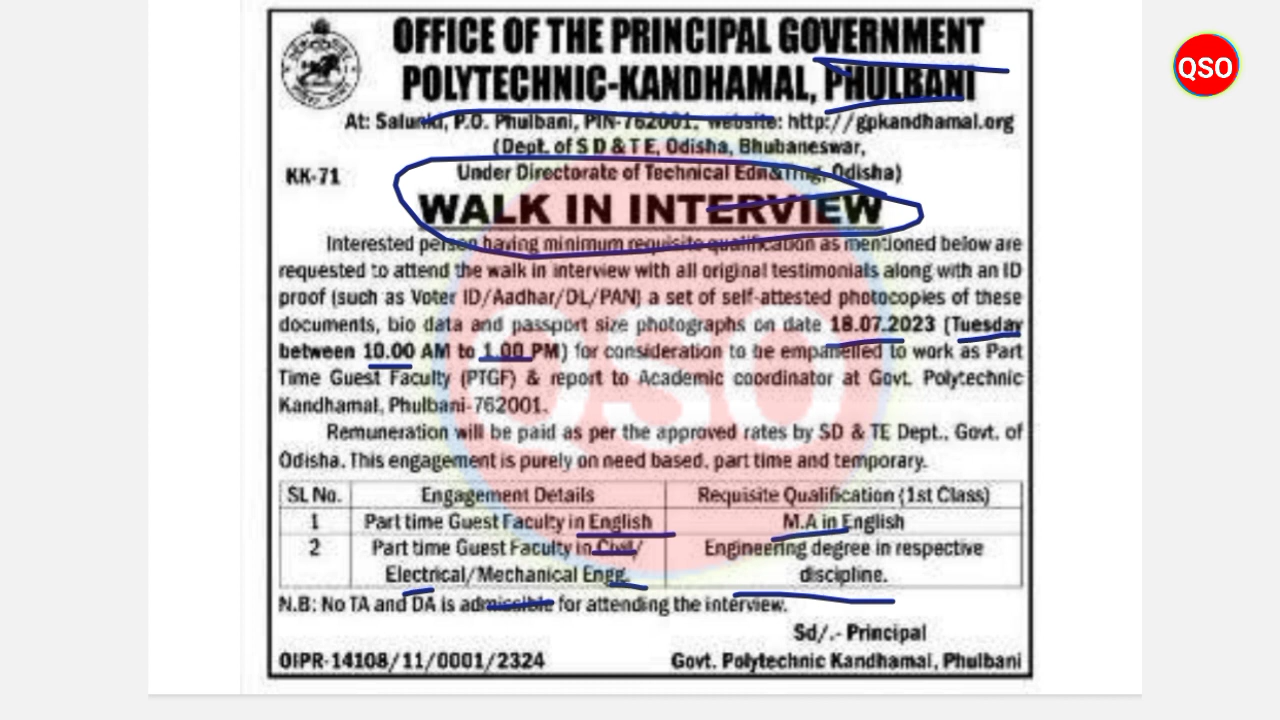 QSO
OFFICE OF THE PRINCIPAL GOVERNMENT
POLYTECHNIC-KANDHAMAL, PHULBANI
At: Salunki, P.O. Phulbani, PIN-762001, website: http://gpkandhamal.org
(Dept. of S D & T E, Odisha, Bhubaneswar,
KK-71
Under Directorate of Technical Edn&Trng, Odisha)
WALK IN INTERVIEW
Interested person having minimum requisite qualification as mentioned below are
requested to attend the walk in interview with all original testimonials along with an ID
proof (such as Voter ID/Aadhar/DL/PAN) a set of self-attested photocopies of these
documents, bio data and passport size photographs on date 18.07.2023 (Tuesday
between 10.00 AM to 1.00 PM) for consideration to be empanelled to work as Part
Time Guest Faculty (PTGF) & report to Academic coordinator at Govt. Polytechnic
Kandhamal, Phulbani-762001.
Remuneration will be paid as per the approved rates by SD & TE Dept., Govt. of
Odisha. This engagement is purely on need based, part time and temporary.
SL No. Engagement Details Requisite Qualification (1st Class)
1 Part time Guest Faculty in English M.A in English
2 Part time Guest Faculty in Civil/ Engineering degree in respective
Electrical/Mechanical Engg. discipline.
N.B: No TA and DA is admissible for attending the interview.
Sd/.- Principal
OIPR-14108/11/0001/2324 Govt. Polytechnic Kandhamal, Phulbani
QSO